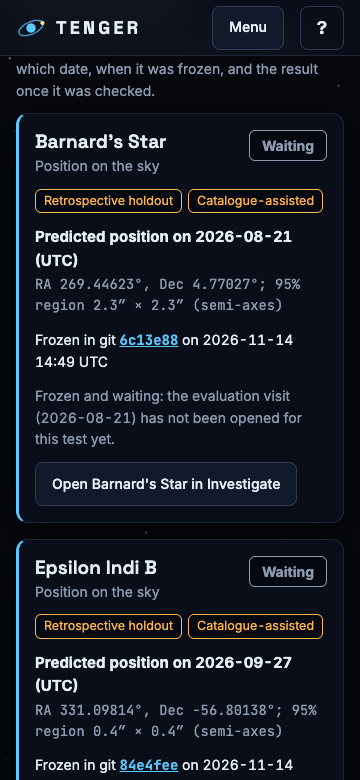 TENGER
Menu
?
which date, when it was frozen, and the result
once it was checked.
Barnard's Star
Waiting
Position on the sky
Retrospective holdout
Catalogue-assisted
Predicted position on 2026-08-21
(UTC)
RA 269.44623°, Dec 4.77027°; 95%
region 2.3″ × 2.3″ (semi-axes)
Frozen in git 6c13e88 on 2026-11-14
14:49 UTC
Frozen and waiting: the evaluation visit
(2026-08-21) has not been opened for
this test yet.
Open Barnard's Star in Investigate
Epsilon Indi B
Waiting
Position on the sky
Retrospective holdout
Catalogue-assisted
Predicted position on 2026-09-27
(UTC)
RA 331.09814°, Dec -56.80138°; 95%
region 0.4″ × 0.4″ (semi-axes)
Frozen in git 84e4fee on 2026-11-14